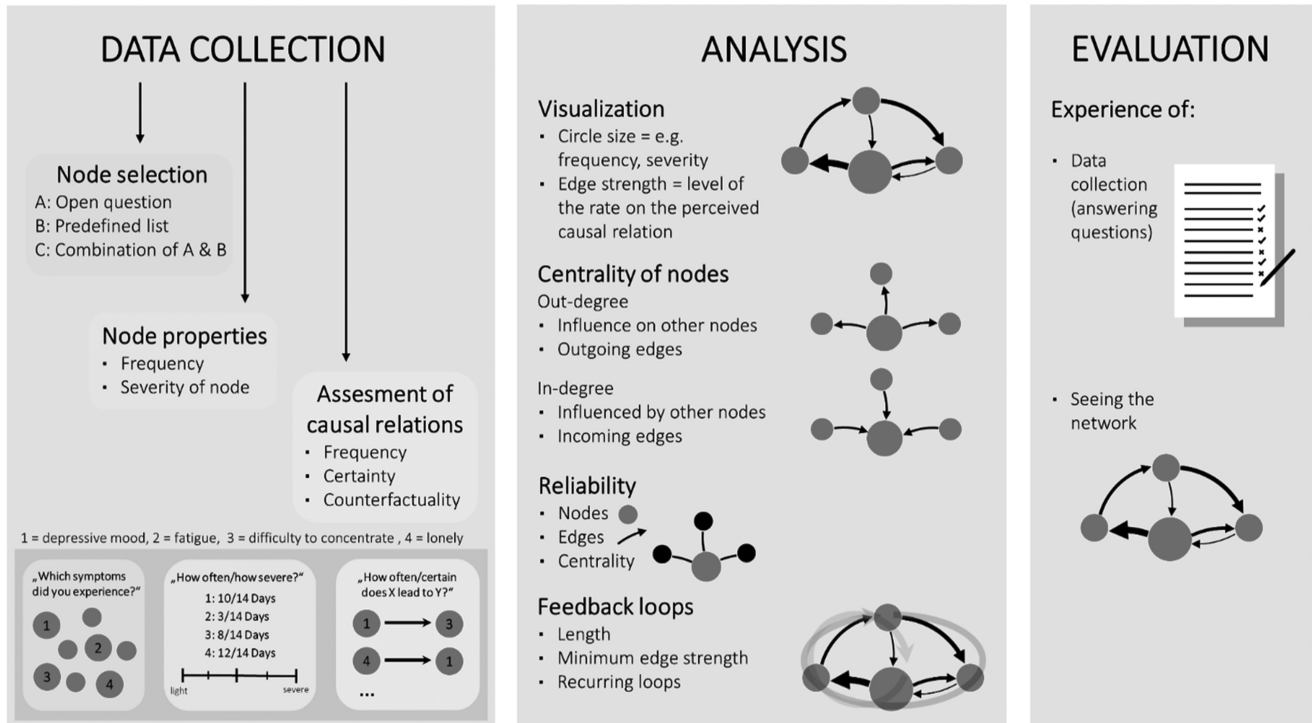 DATA COLLECTION
Node selection
A: Open question
B: Predefined list
C: Combination of A & B
Node properties
· Frequency
· Severity of node
Assesment of
causal relations
· Frequency
· Certainty
· Counterfactuality
1 = depressive mood, 2 = fatigue, 3 = difficulty to concentrate , 4 = lonely
„Which symptoms
did you experience?“
1
2
3
4
„How often/how severe?“
1: 10/14 Days
2: 3/14 Days
3: 8/14 Days
4: 12/14 Days
light severe
„How often/certain
does X lead to Y?“
1 3
4 1
...
ANALYSIS
Visualization
· Circle size = e.g.
frequency, severity
· Edge strength = level of
the rate on the perceived
causal relation
Centrality of nodes
Out-degree
· Influence on other nodes
· Outgoing edges
In-degree
· Influenced by other nodes
· Incoming edges
Reliability
· Nodes
· Edges
· Centrality
Feedback loops
· Length
· Minimum edge strength
· Recurring loops
EVALUATION
Experience of:
· Data
collection
(answering
questions)
· Seeing the
network